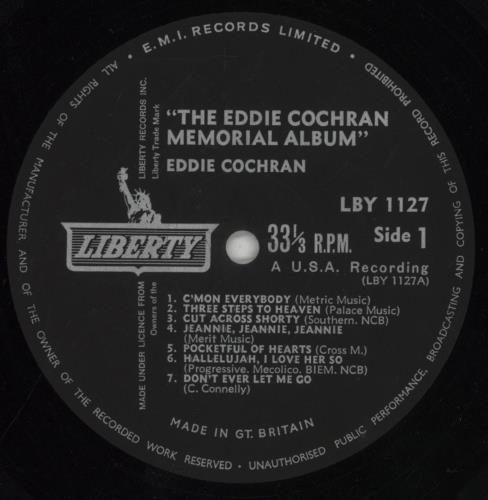 E.M.I. RECORDS LIMITED •
ALL RIGHTS OF THE MANUFACTURER AND OF THE OWNER OF THE RECORDED WORK RESERVED • UNAUTHORISED PUBLIC PERFORMANCE, BROADCASTING AND COPYING OF THIS RECORD PROHIBITED •
"THE EDDIE COCHRAN
MEMORIAL ALBUM"
EDDIE COCHRAN
LIBERTY RECORDS INC.
Liberty Trade Mark
MADE UNDER LICENCE FROM
Owners of the
LIBERTY
LBY 1127
33⅓ R.P.M.
Side 1
A U.S.A. Recording
(LBY 1127A)
1. C'MON EVERYBODY (Metric Music)
2. THREE STEPS TO HEAVEN (Palace Music)
3. CUT ACROSS SHORTY (Southern. NCB)
4. JEANNIE, JEANNIE, JEANNIE
(Merit Music)
5. POCKETFUL OF HEARTS (Cross M.)
6. HALLELUJAH, I LOVE HER SO
(Progressive. Mecolico. BIEM. NCB)
7. DON'T EVER LET ME GO
(C. Connelly)
MADE IN GT. BRITAIN